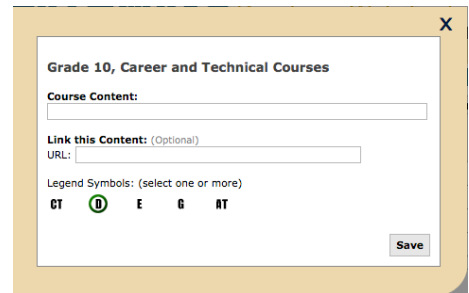 X
Grade 10, Career and Technical Courses
Course Content:
Link this Content: (Optional)
URL:
Legend Symbols: (select one or more)
CT D E G AT
Save